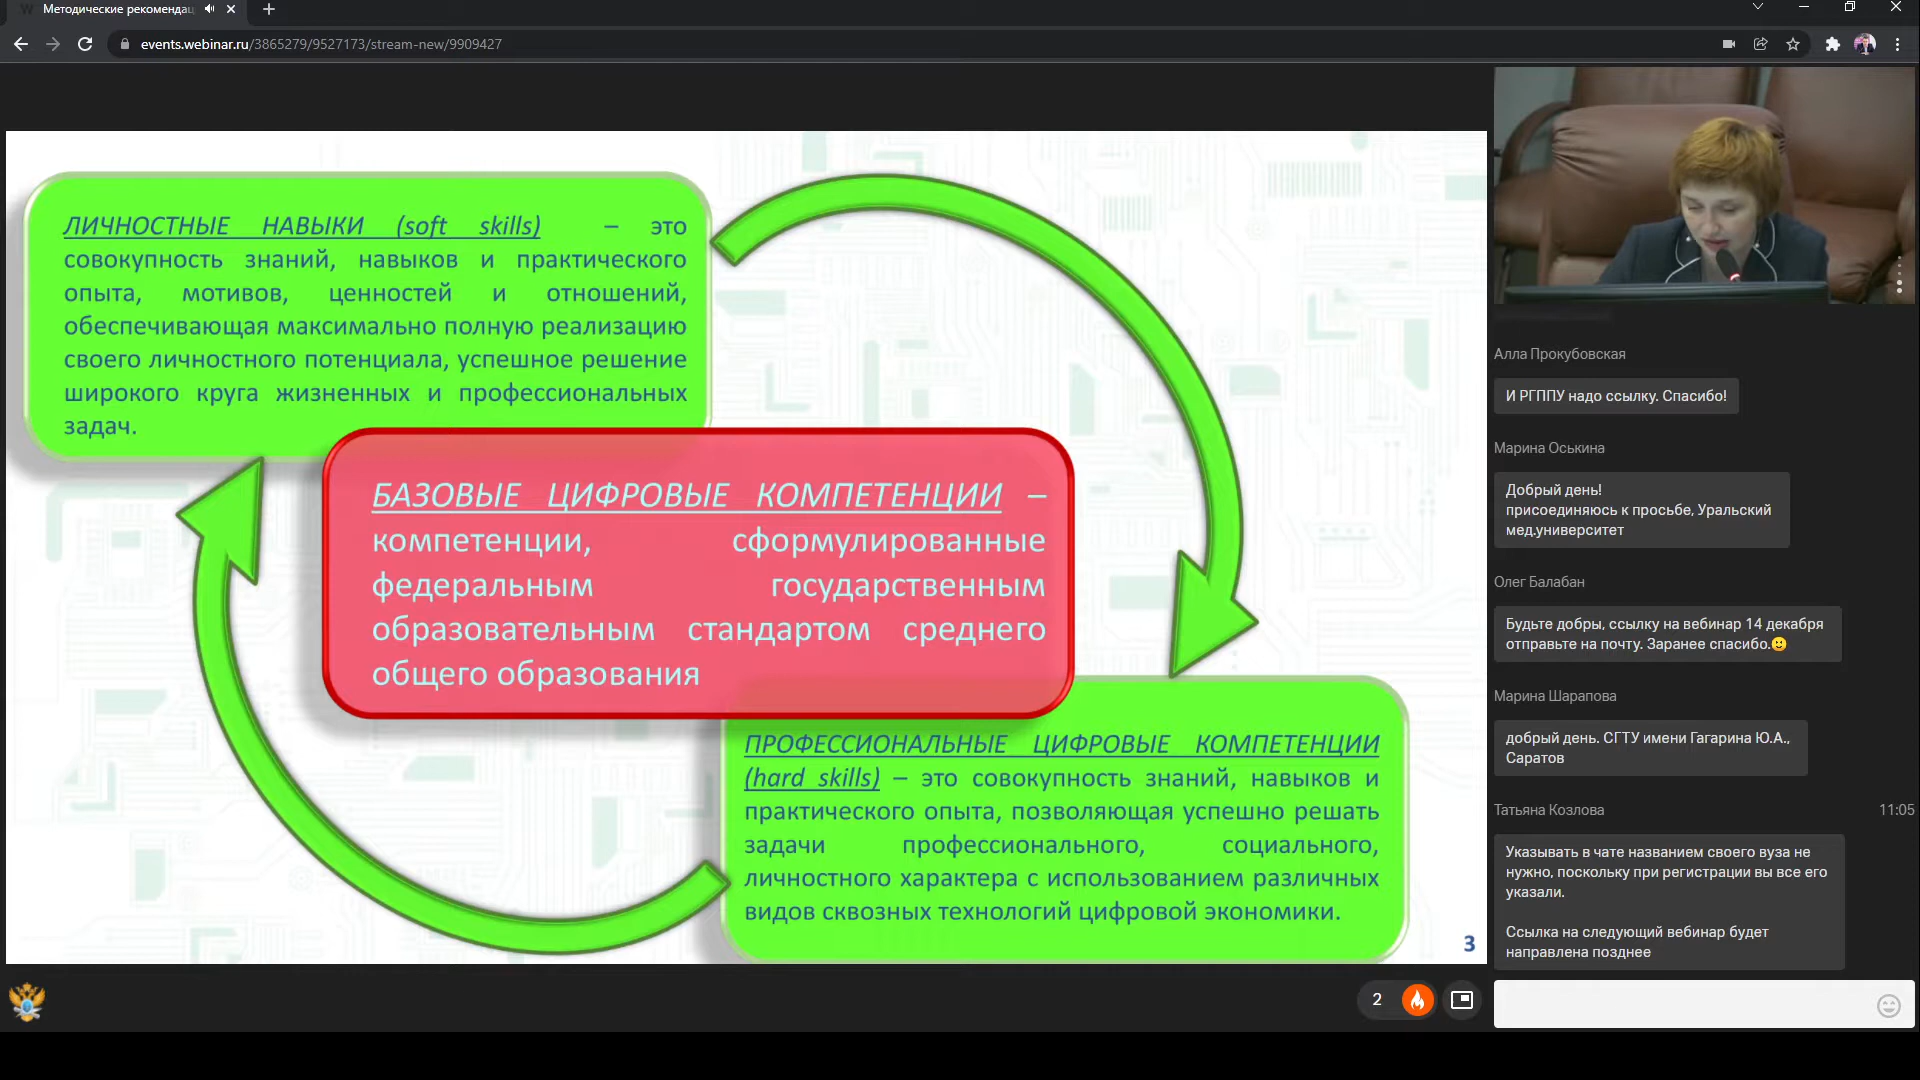 Методические рекомендац
events.webinar.ru/3865279/9527173/stream-new/9909427
ЛИЧНОСТНЫЕ НАВЫКИ (soft skills) – это
совокупность знаний, навыков и практического
опыта, мотивов, ценностей и отношений,
обеспечивающая максимально полную реализацию
своего личностного потенциала, успешное решение
широкого круга жизненных и профессиональных
задач.
БАЗОВЫЕ ЦИФРОВЫЕ КОМПЕТЕНЦИИ –
компетенции, сформулированные
федеральным государственным
образовательным стандартом среднего
общего образования
ПРОФЕССИОНАЛЬНЫЕ ЦИФРОВЫЕ КОМПЕТЕНЦИИ
(hard skills) – это совокупность знаний, навыков и
практического опыта, позволяющая успешно решать
задачи профессионального, социального,
личностного характера с использованием различных
видов сквозных технологий цифровой экономики.
3
2
Алла Прокубовская
И РГППУ надо ссылку. Спасибо!
Марина Оськина
Добрый день!
присоединяюсь к просьбе, Уральский
мед.университет
Олег Балабан
Будьте добры, ссылку на вебинар 14 декабря
отправьте на почту. Заранее спасибо.🙂
Марина Шарапова
добрый день. СГТУ имени Гагарина Ю.А.,
Саратов
Татьяна Козлова 11:05
Указывать в чате названием своего вуза не
нужно, поскольку при регистрации вы все его
указали.
Ссылка на следующий вебинар будет
направлена позднее